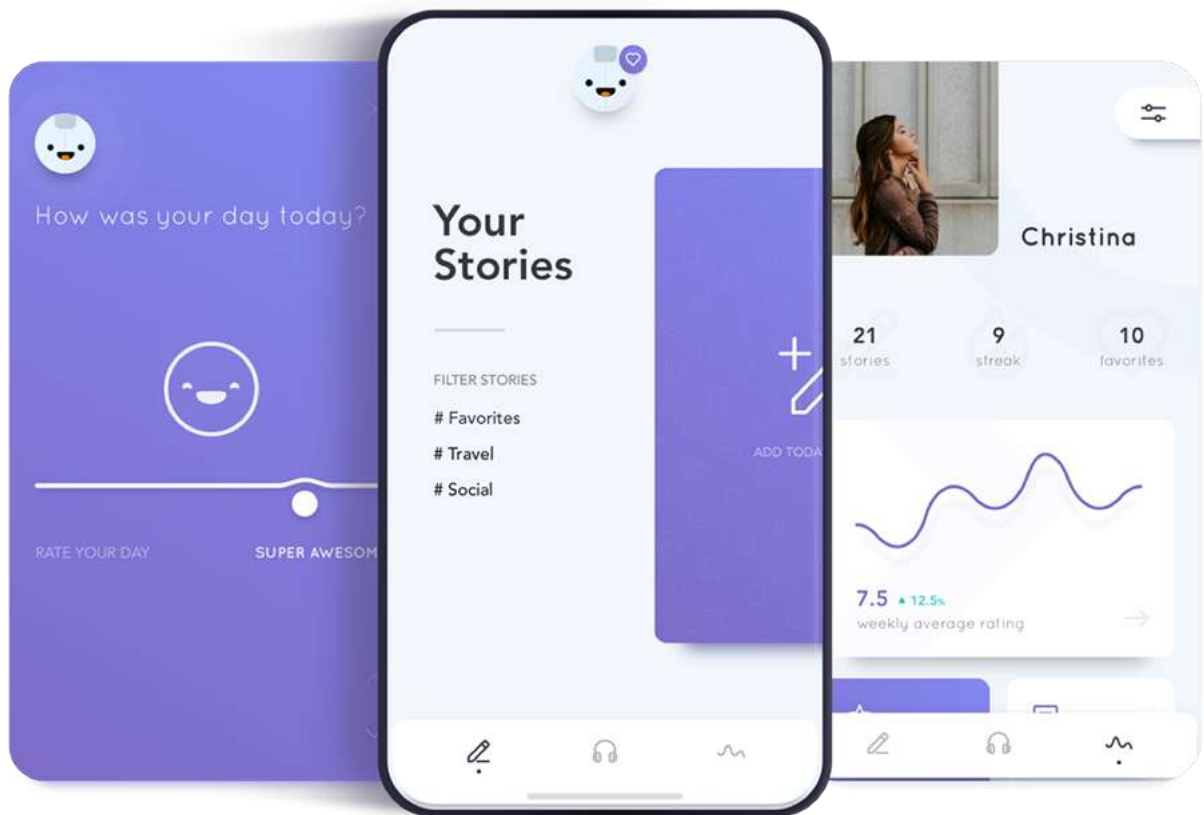 How was your day today?
RATE YOUR DAY
SUPER AWESOM
Your
Stories
FILTER STORIES
# Favorites
# Travel
# Social
ADD TODA
Christina
21
stories
9
streak
10
favorites
7.5 ▲ 12.5%
weekly average rating